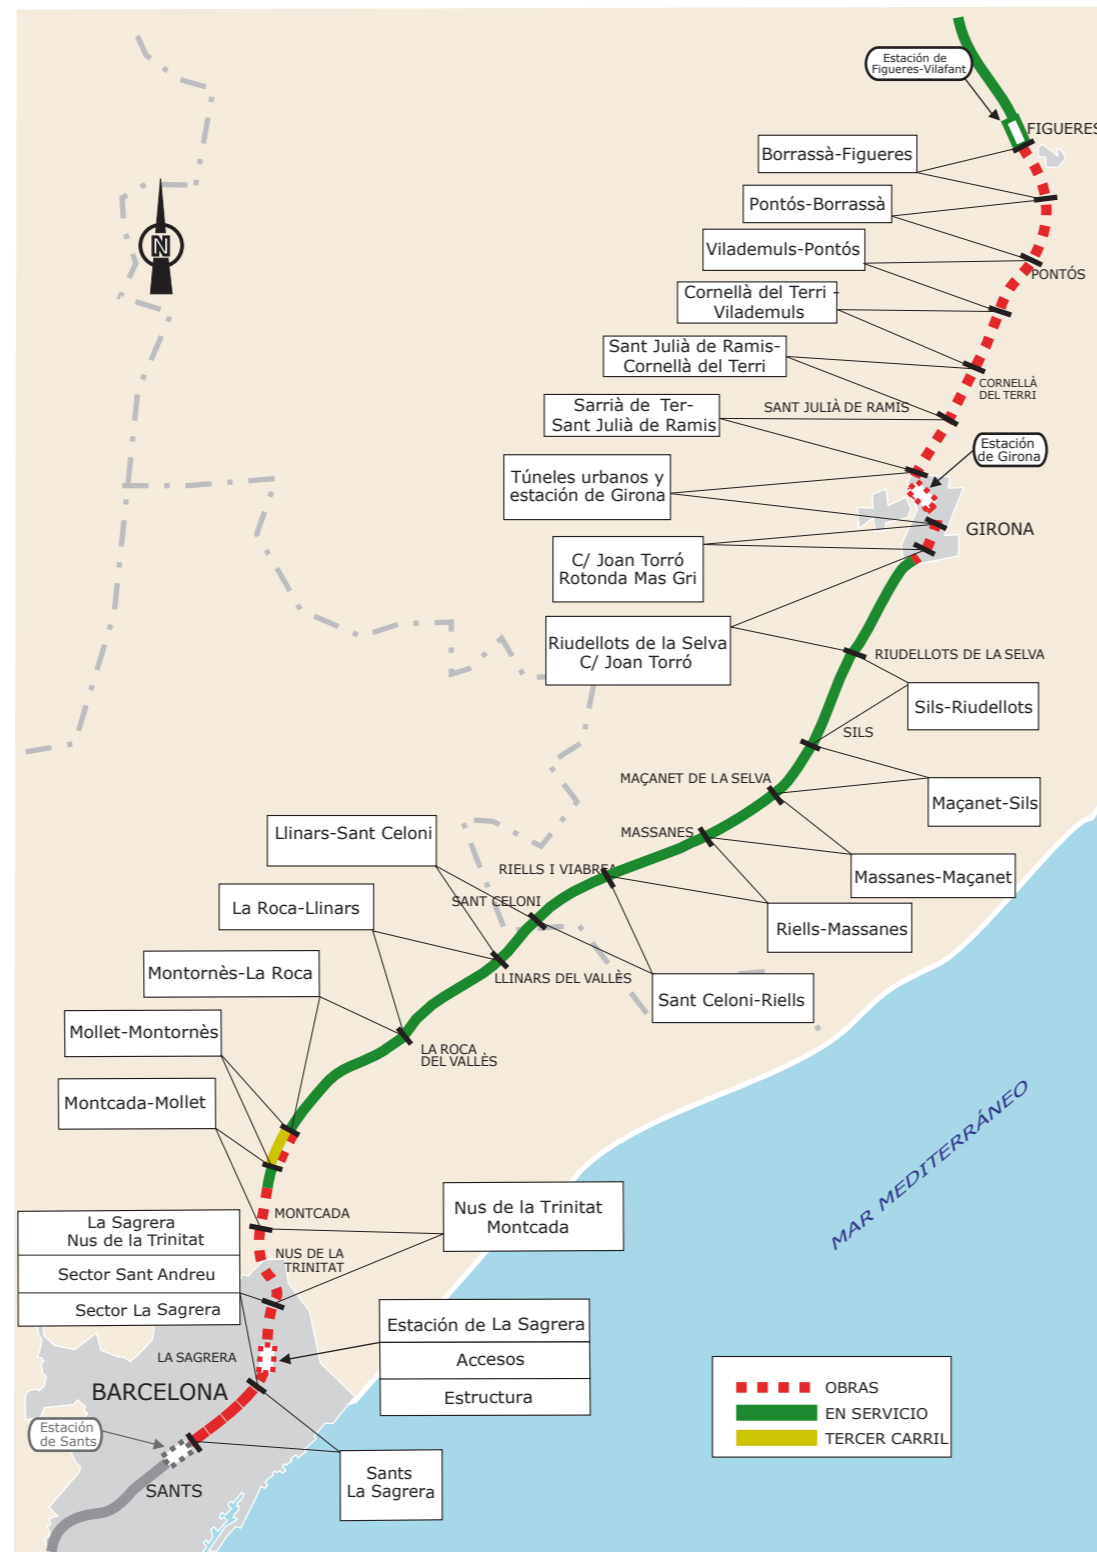 Estación de
Figueres-Vilafant
FIGUERES
Borrassà-Figueres
Pontós-Borrassà
Vilademuls-Pontós
PONTÓS
Cornellà del Terri -
Vilademuls
Sant Julià de Ramis-
Cornellà del Terri
CORNELLÀ
DEL TERRI
Sarrià de Ter-
Sant Julià de Ramis
SANT JULIÀ DE RAMIS
Estación
de Girona
Túneles urbanos y
estación de Girona
GIRONA
C/ Joan Torró
Rotonda Mas Gri
Riudellots de la Selva
C/ Joan Torró
RIUDELLOTS DE LA SELVA
Sils-Riudellots
SILS
MAÇANET DE LA SELVA
Maçanet-Sils
Llinars-Sant Celoni
MASSANES
RIELLS I VIABREA
Massanes-Maçanet
La Roca-Llinars
SANT CELONI
Riells-Massanes
Montornès-La Roca
LLINARS DEL VALLÈS
Sant Celoni-Riells
Mollet-Montornès
LA ROCA
DEL VALLÈS
Montcada-Mollet
MAR MEDITERRÁNEO
N
MONTCADA
Nus de la Trinitat
Montcada
La Sagrera
Nus de la Trinitat
Sector Sant Andreu
Sector La Sagrera
NUS DE LA
TRINITAT
Estación de La Sagrera
Accesos
Estructura
LA SAGRERA
BARCELONA
Estación
de Sants
SANTS
Sants
La Sagrera
OBRAS
EN SERVICIO
TERCER CARRIL